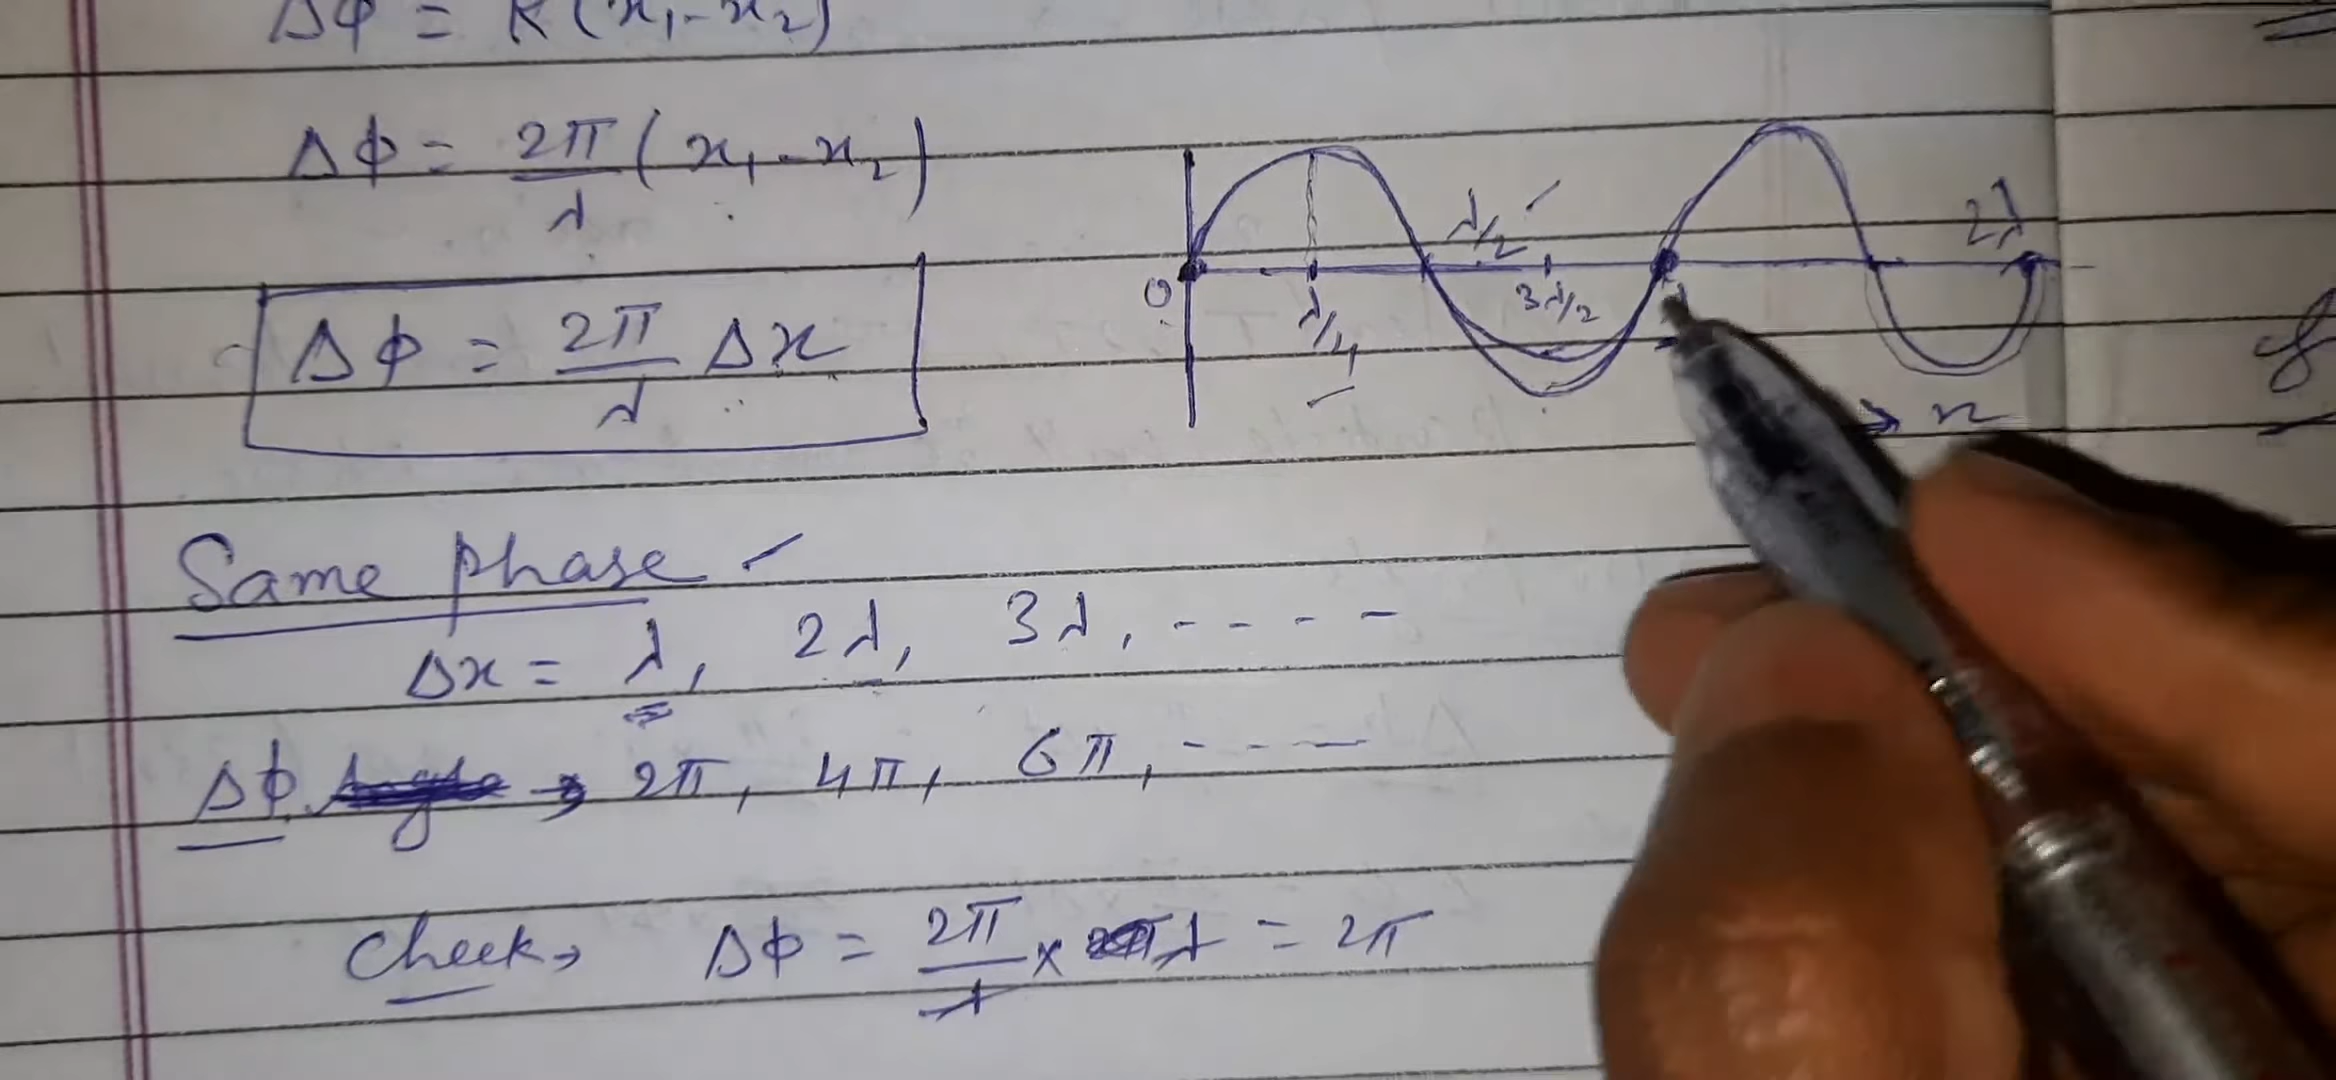 Δφ = K(x₁-x₂)
Δφ = 2π/λ (x₁-x₂)
Δφ = 2π/λ Δx
λ/2
2λ
0
λ/4
3λ/2
λ
→ x
Same phase
Δx = λ, 2λ, 3λ, ----
Δφ → 2π, 4π, 6π, ---
Check→ Δφ = 2π/λ × λ = 2π